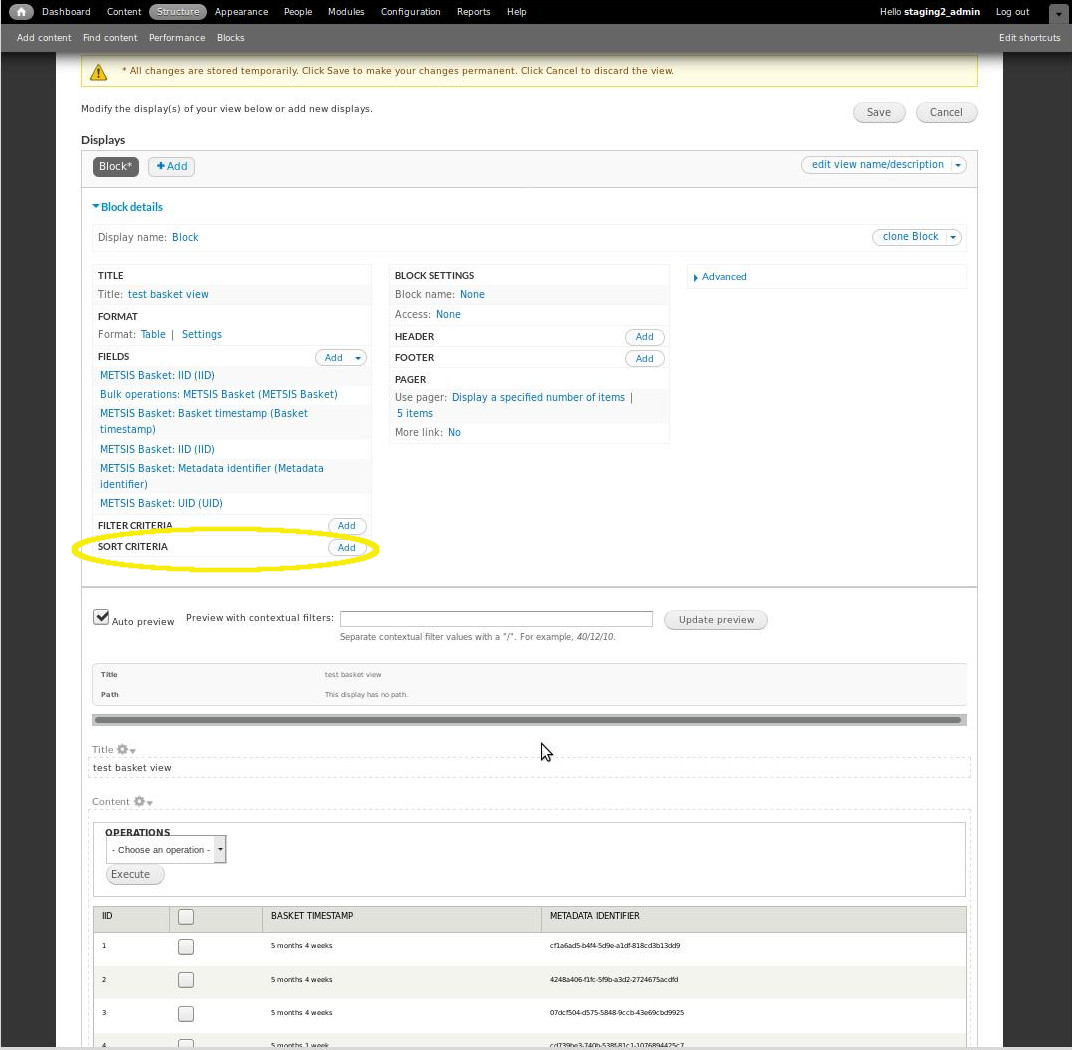 Dashboard Content Structure Appearance People Modules Configuration Reports Help Hello staging2_admin Log out
Add content Find content Performance Blocks Edit shortcuts
* All changes are stored temporarily. Click Save to make your changes permanent. Click Cancel to discard the view.
Modify the display(s) of your view below or add new displays.
Save Cancel
Displays
Block* Add edit view name/description
Block details
Display name: Block clone Block
TITLE
Title: test basket view
FORMAT
Format: Table | Settings
FIELDS Add
METSIS Basket: IID (IID)
Bulk operations: METSIS Basket (METSIS Basket)
METSIS Basket: Basket timestamp (Basket
timestamp)
METSIS Basket: IID (IID)
METSIS Basket: Metadata identifier (Metadata
identifier)
METSIS Basket: UID (UID)
FILTER CRITERIA Add
SORT CRITERIA Add
BLOCK SETTINGS
Block name: None
Access: None
HEADER Add
FOOTER Add
PAGER
Use pager: Display a specified number of items |
5 items
More link: No
Advanced
Auto preview Preview with contextual filters: Update preview
Separate contextual filter values with a "/". For example, 40/12/10.
Title test basket view
Path This display has no path.
Title
test basket view
Content
OPERATIONS
- Choose an operation -
Execute
IID BASKET TIMESTAMP METADATA IDENTIFIER
1 5 months 4 weeks cf1a6ad5-b4f4-5d9e-a1df-818cd3b13dd9
2 5 months 4 weeks 4248a406-f1fc-5f9b-a3d2-2724675acdfd
3 5 months 4 weeks 07dcf504-d575-5848-9ccb-43e69cbd9925
4 5 months 1 week